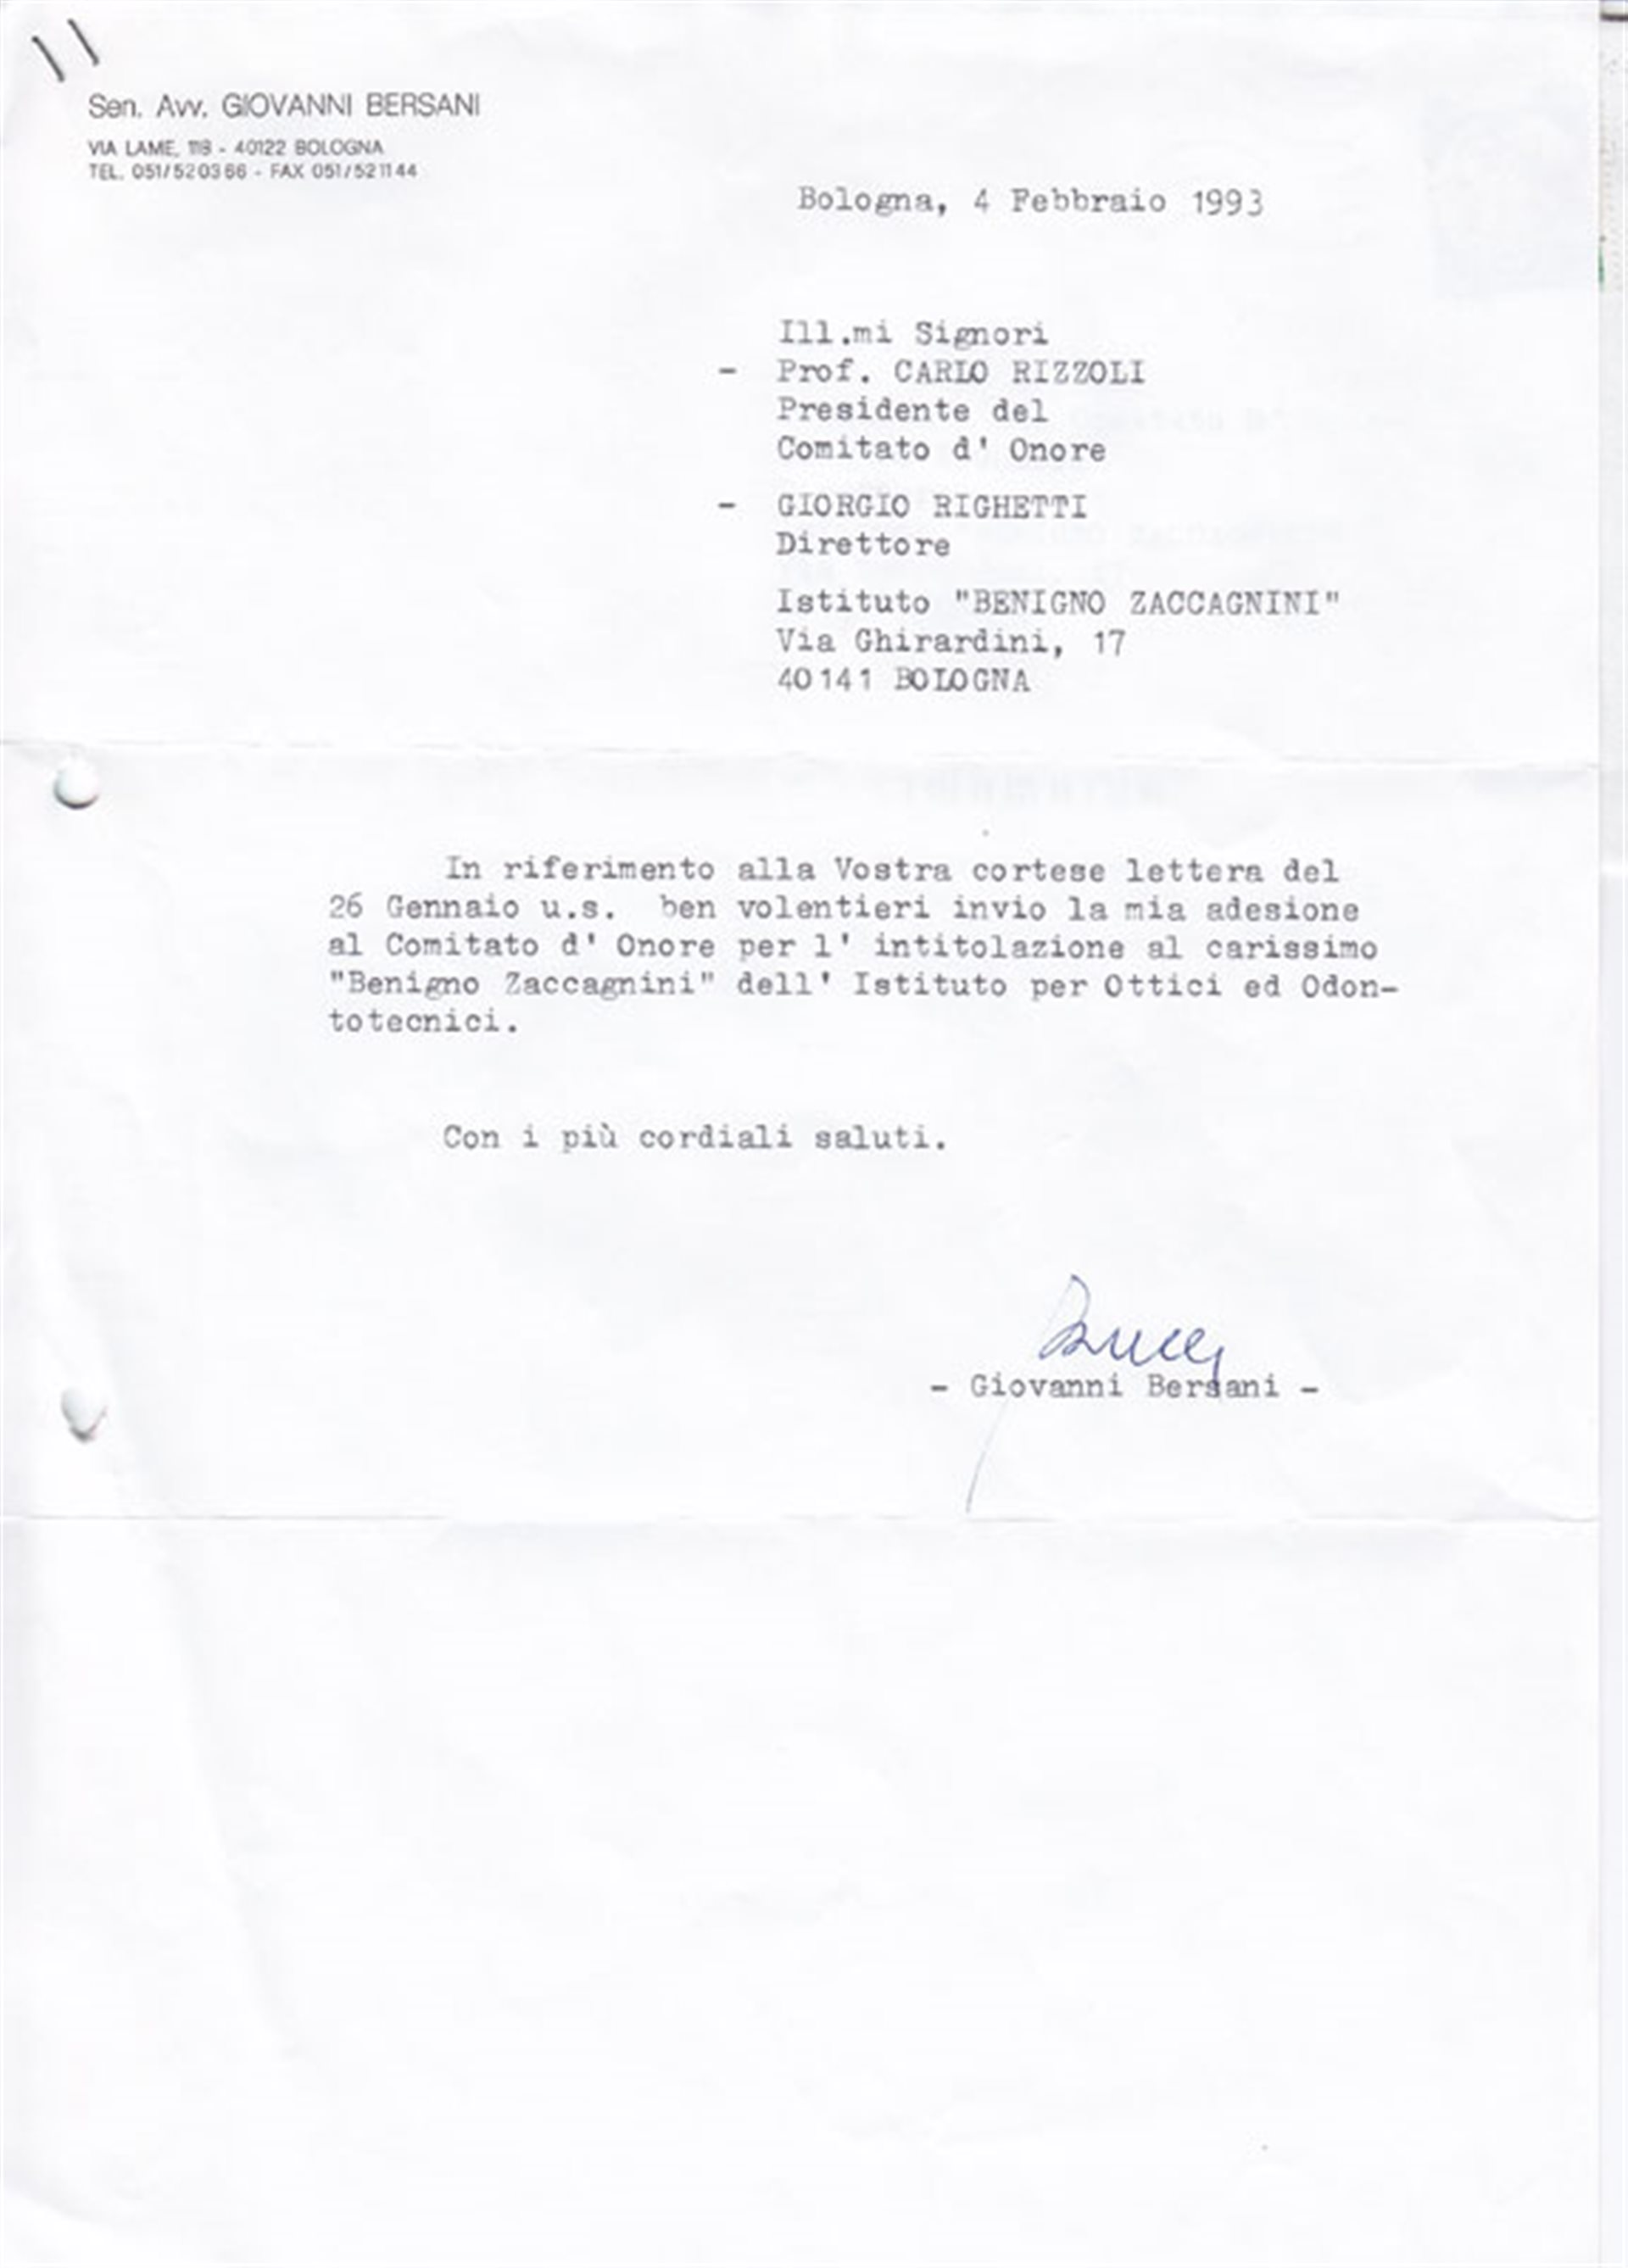 Sen. Avv. GIOVANNI BERSANI
VIA LAME, 118 - 40122 BOLOGNA
TEL. 051/520366 - FAX 051/521144
Bologna, 4 Febbraio 1993
Ill.mi Signori
- Prof. CARLO RIZZOLI
Presidente del
Comitato d' Onore
- GIORGIO RIGHETTI
Direttore
Istituto "BENIGNO ZACCAGNINI"
Via Ghirardini, 17
40141 BOLOGNA
In riferimento alla Vostra cortese lettera del
26 Gennaio u.s. ben volentieri invio la mia adesione
al Comitato d' Onore per l' intitolazione al carissimo
"Benigno Zaccagnini" dell' Istituto per Ottici ed Odon-
totecnici.
Con i più cordiali saluti.
- Giovanni Bersani -